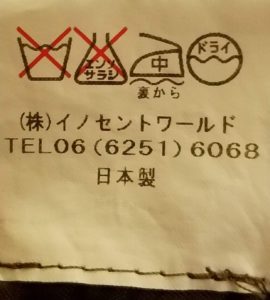 エンソ
サラシ
中
ドライ
裏から
(株)イノセントワールド
TEL06(6251)6068
日本製